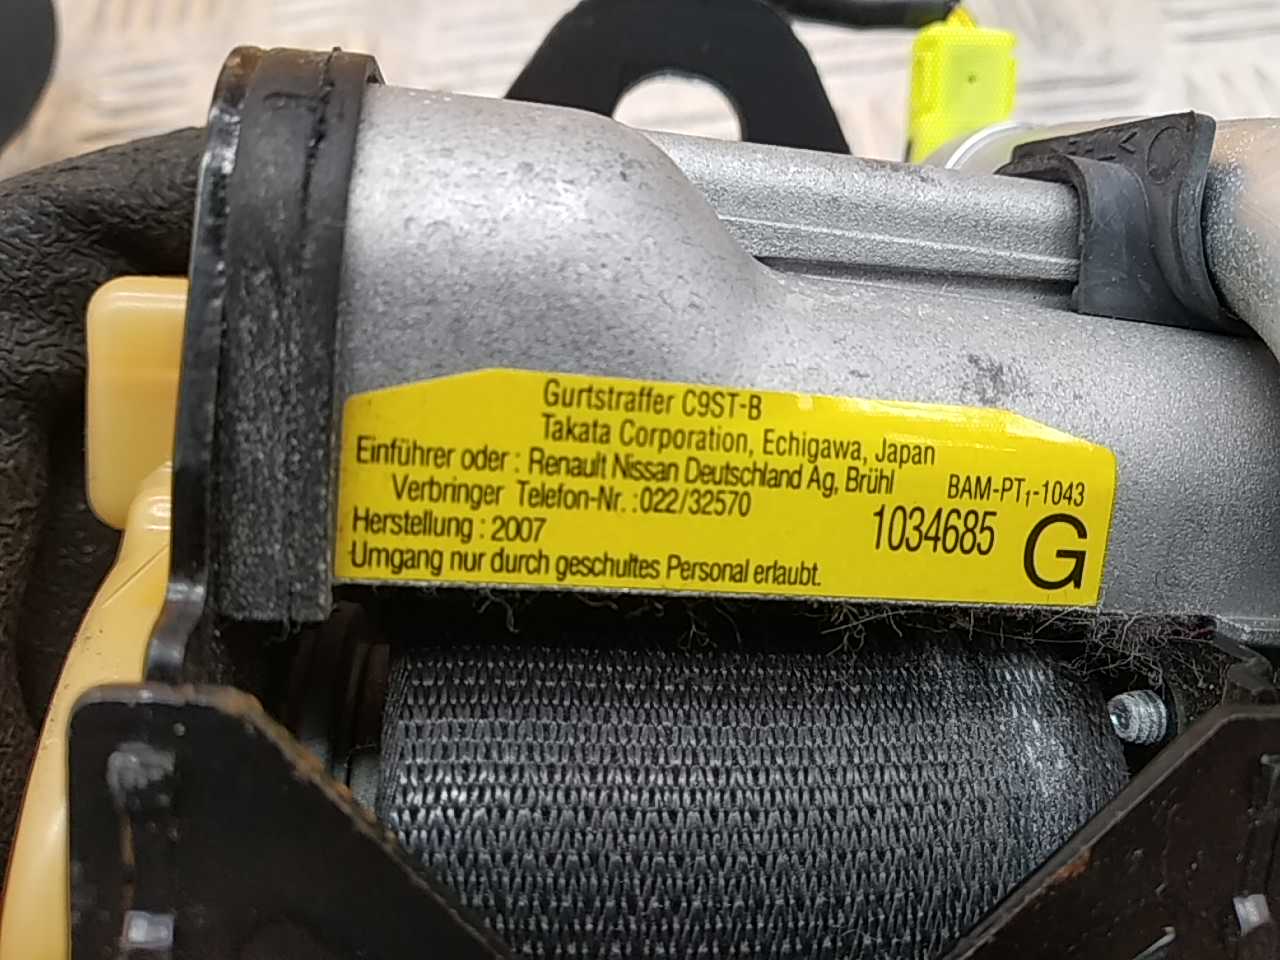 Gurtstraffer C9ST-B
Takata Corporation, Echigawa, Japan
Einführer oder : Renault Nissan Deutschland Ag, Brühl
Verbringer Telefon-Nr. :022/32570
BAM-PT₁-1043
Herstellung : 2007
1034685 G
Umgang nur durch geschultes Personal erlaubt.